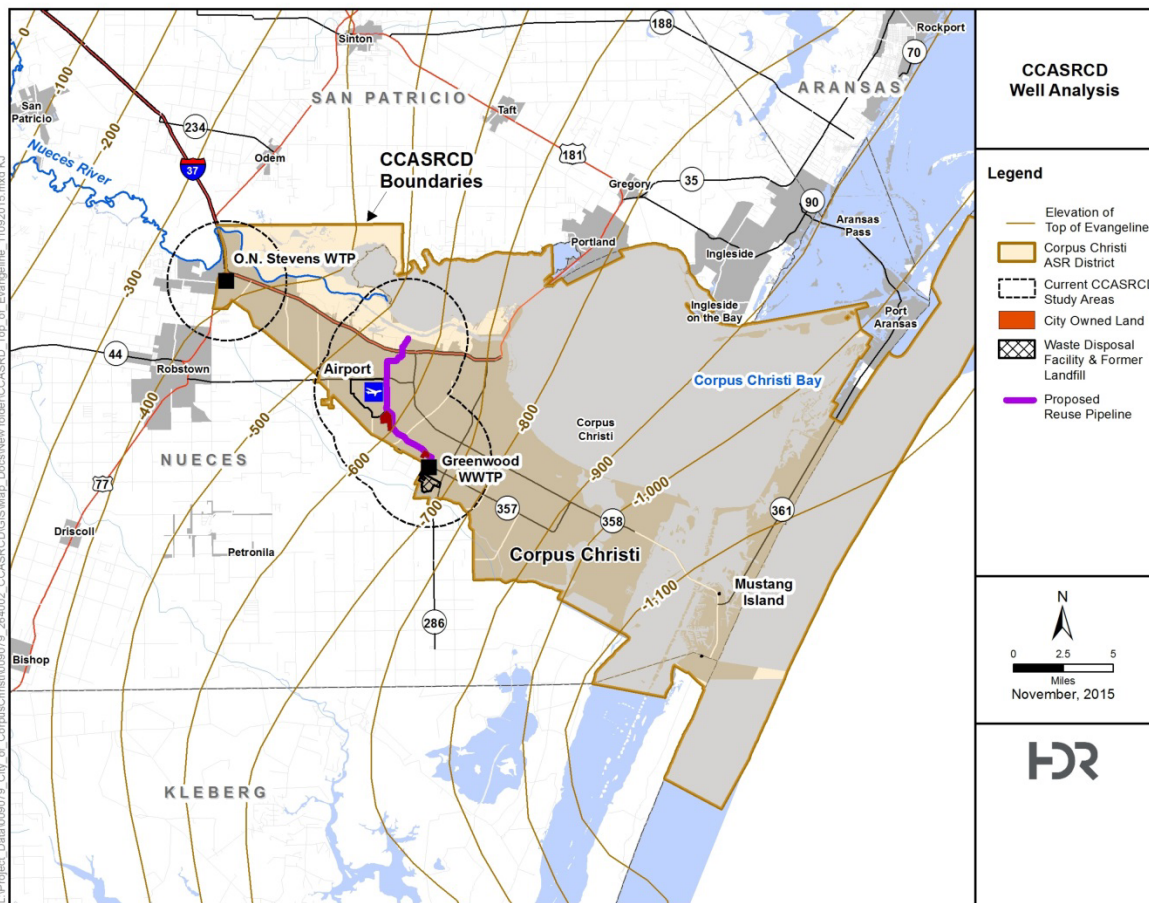 CCASRCD
Well Analysis
Legend
Elevation of
Top of Evangeline
Corpus Christi
ASR District
Current CCASRCD
Study Areas
City Owned Land
Waste Disposal
Facility & Former
Landfill
Proposed
Reuse Pipeline
N
0 2.5 5
Miles
November, 2015
HDR
0
-100
-200
-300
-400
-500
-600
-700
-800
-900
-1,000
-1,100
188
Rockport
70
Sinton
SAN PATRICIO
ARANSAS
San
Patricio
Taft
234
Odem
Nueces River
37
CCASRCD
Boundaries
181
Gregory
35
90
Aransas
Pass
Portland
Ingleside
O.N. Stevens WTP
Ingleside
on the Bay
Port
Aransas
44
Robstown
Airport
Corpus Christi Bay
Corpus
Christi
NUECES
Greenwood
WWTP
77
357
358
361
Driscoll
Petronila
Corpus Christi
Mustang
Island
286
Bishop
KLEBERG